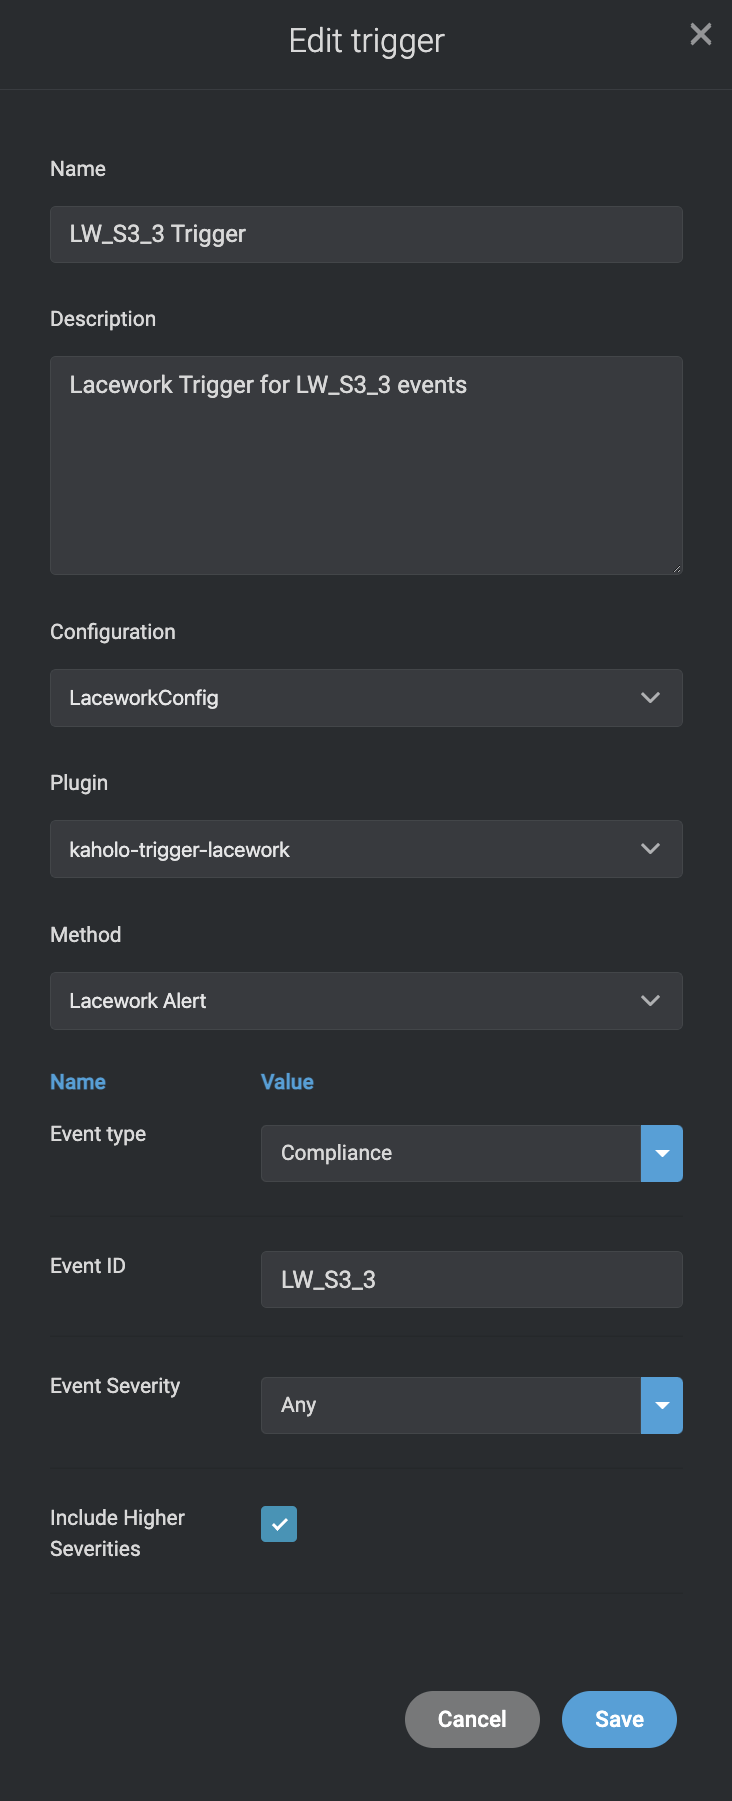 Edit trigger
Name
LW_S3_3 Trigger
Description
Lacework Trigger for LW_S3_3 events
Configuration
LaceworkConfig
Plugin
kaholo-trigger-lacework
Method
Lacework Alert
Name Value
Event type Compliance
Event ID LW_S3_3
Event Severity Any
Include Higher
Severities
Cancel Save